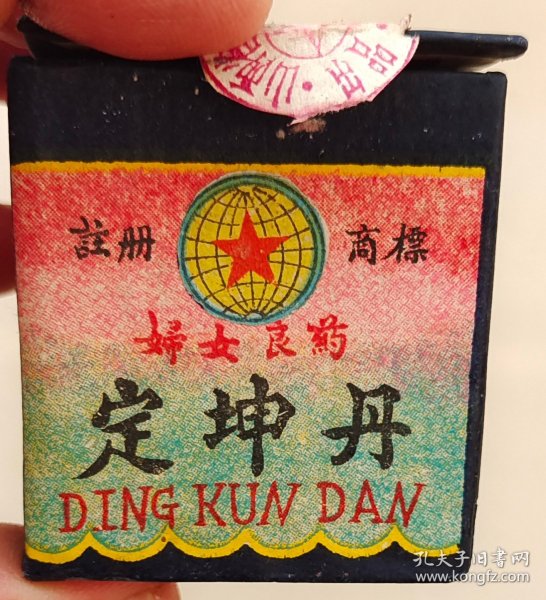 註册 商標
婦女良药
定坤丹
DING KUN DAN
孔夫子旧书网
www.kongfz.com